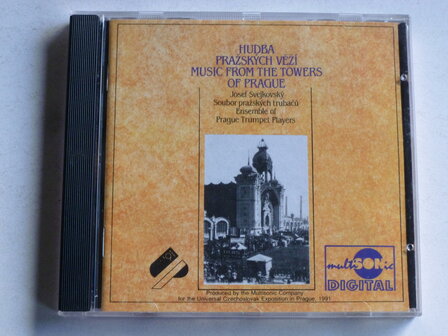 HUDBA
PRAŽSKÝCH VĚŽÍ
MUSIC FROM THE TOWERS
OF PRAGUE
Josef Svejkovský
Soubor pražských trubačů
Ensemble of
Prague Trumpet Players
multiSONic
DIGITAL
Produced by the Multisonic Company
for the Universal Czechoslovak Exposition in Prague, 1991